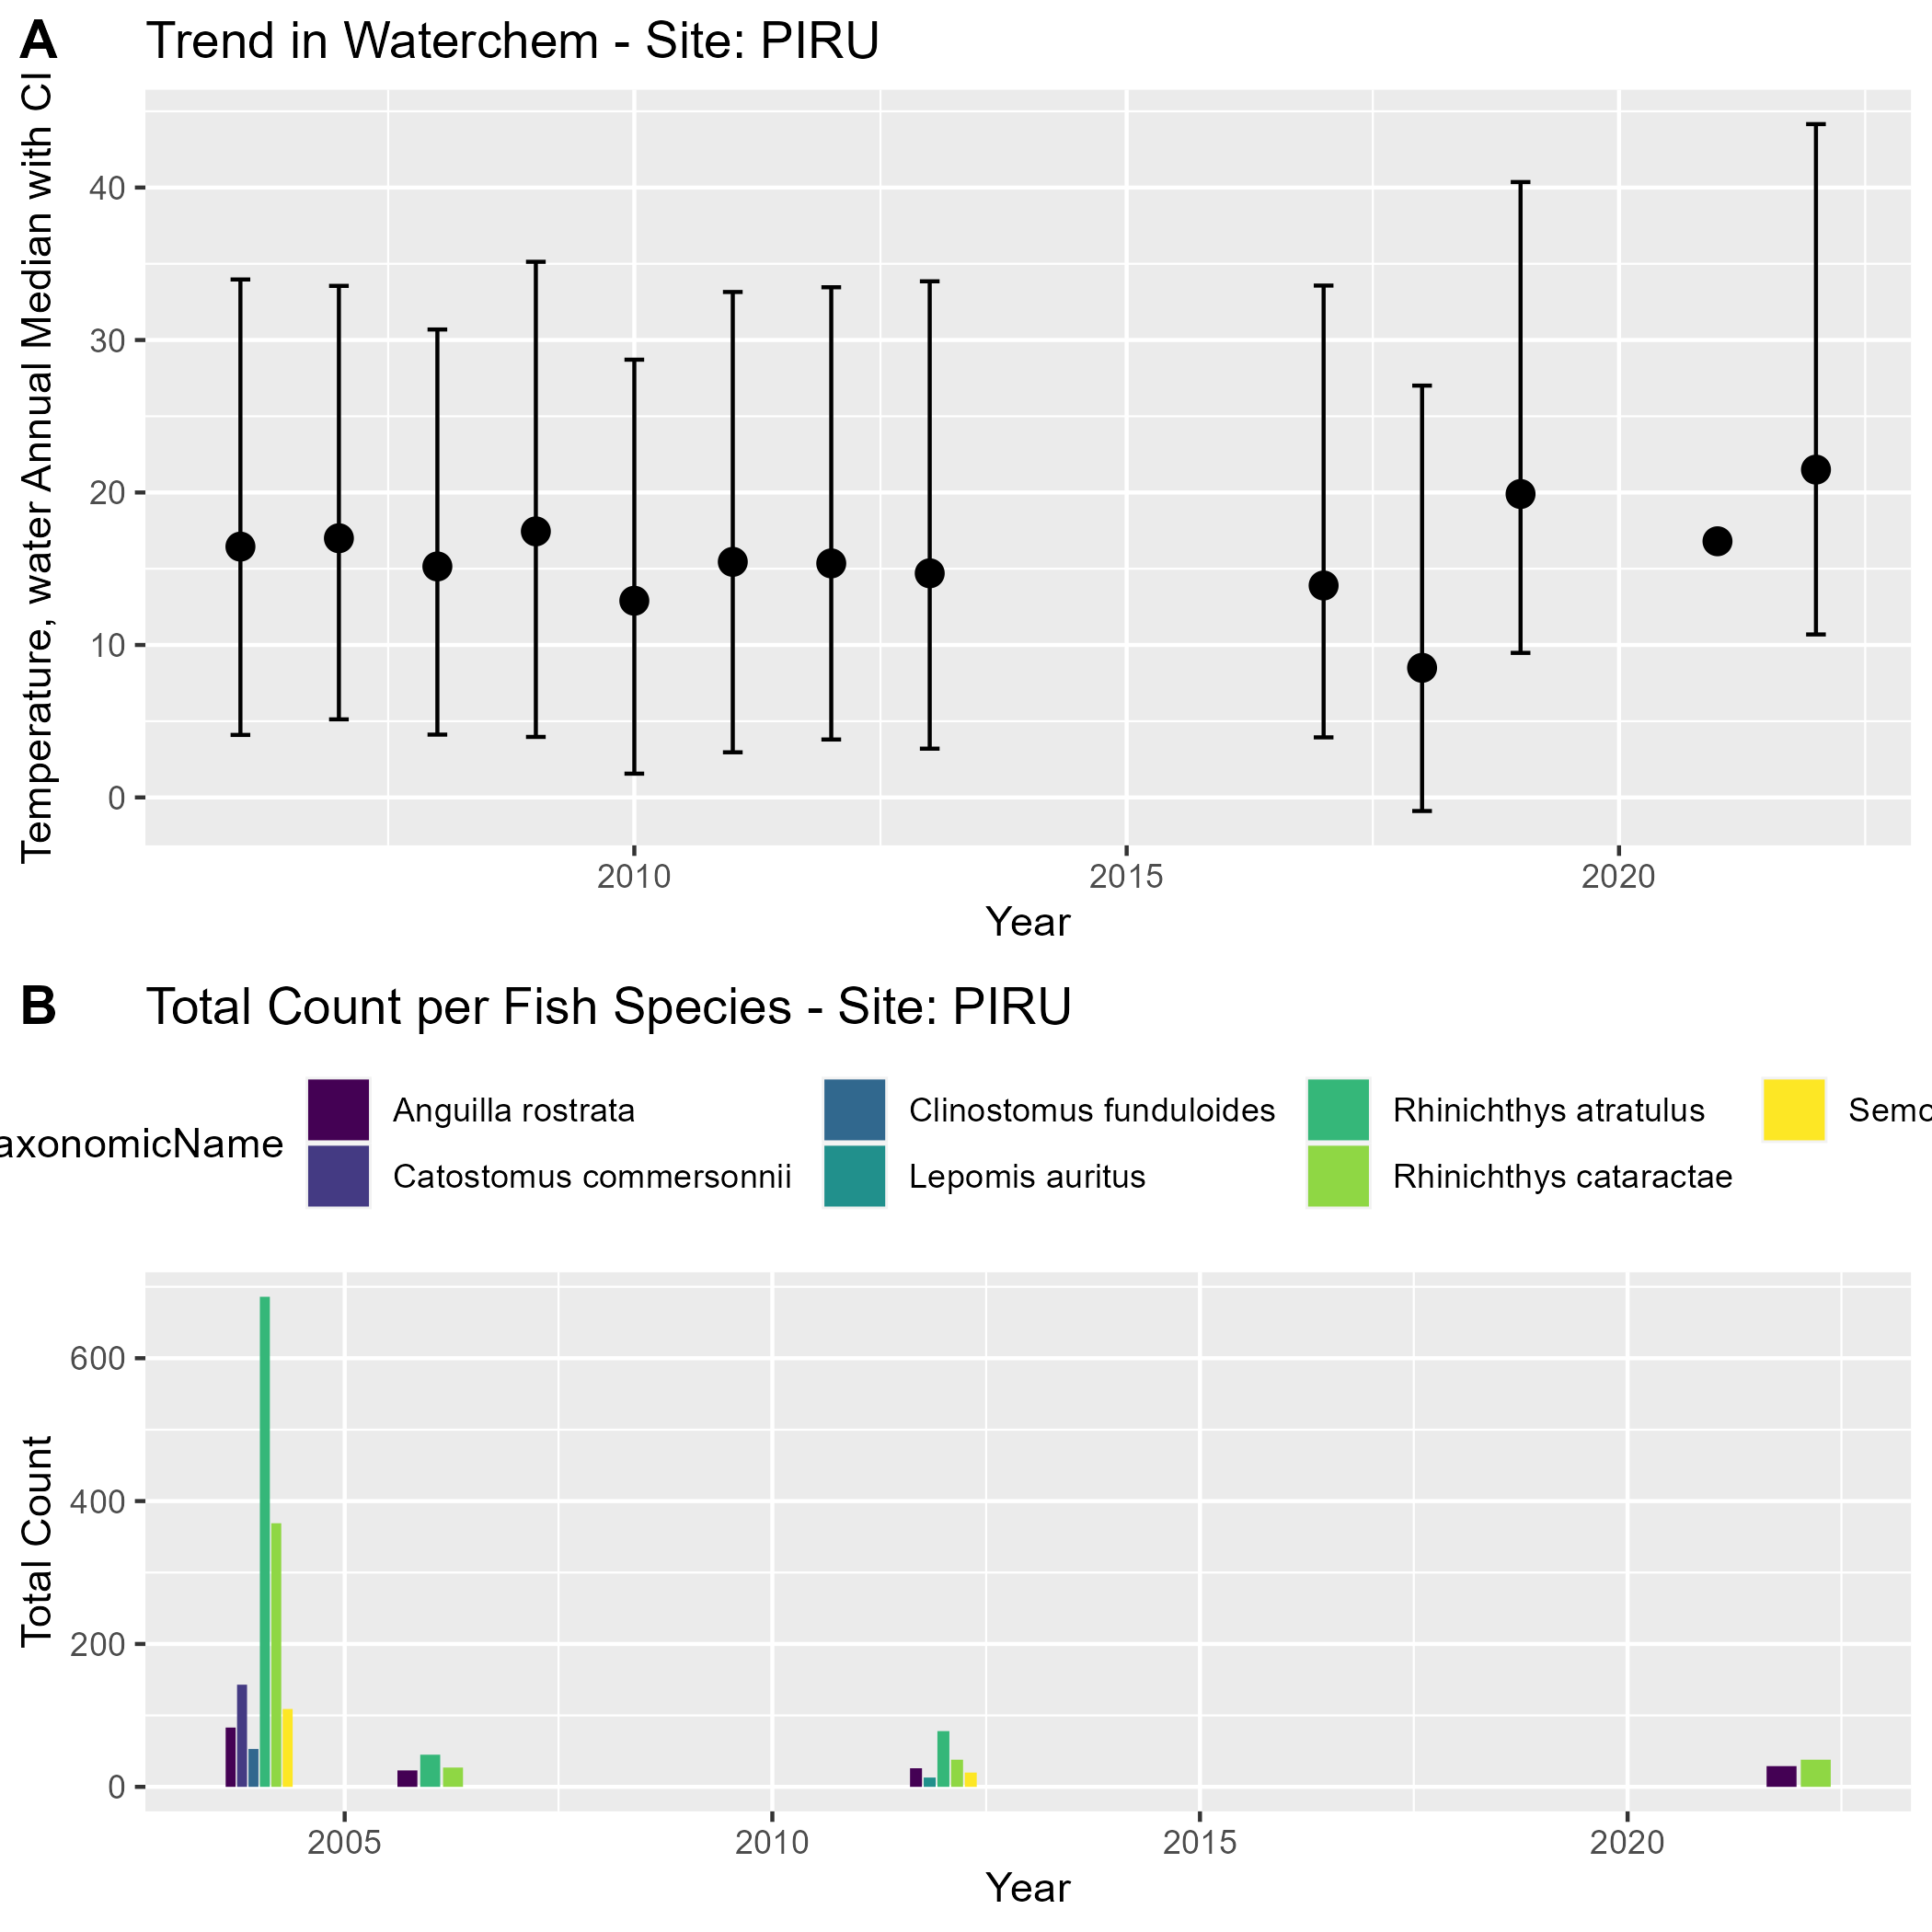 A Trend in Waterchem - Site: PIRU
Temperature, water Annual Median with CI
40
30
20
10
0
2010 2015 2020
Year
B Total Count per Fish Species - Site: PIRU
axonomicName
Anguilla rostrata Clinostomus funduloides Rhinichthys atratulus Semo
Catostomus commersonnii Lepomis auritus Rhinichthys cataractae
Total Count
600
400
200
0
2005 2010 2015 2020
Year